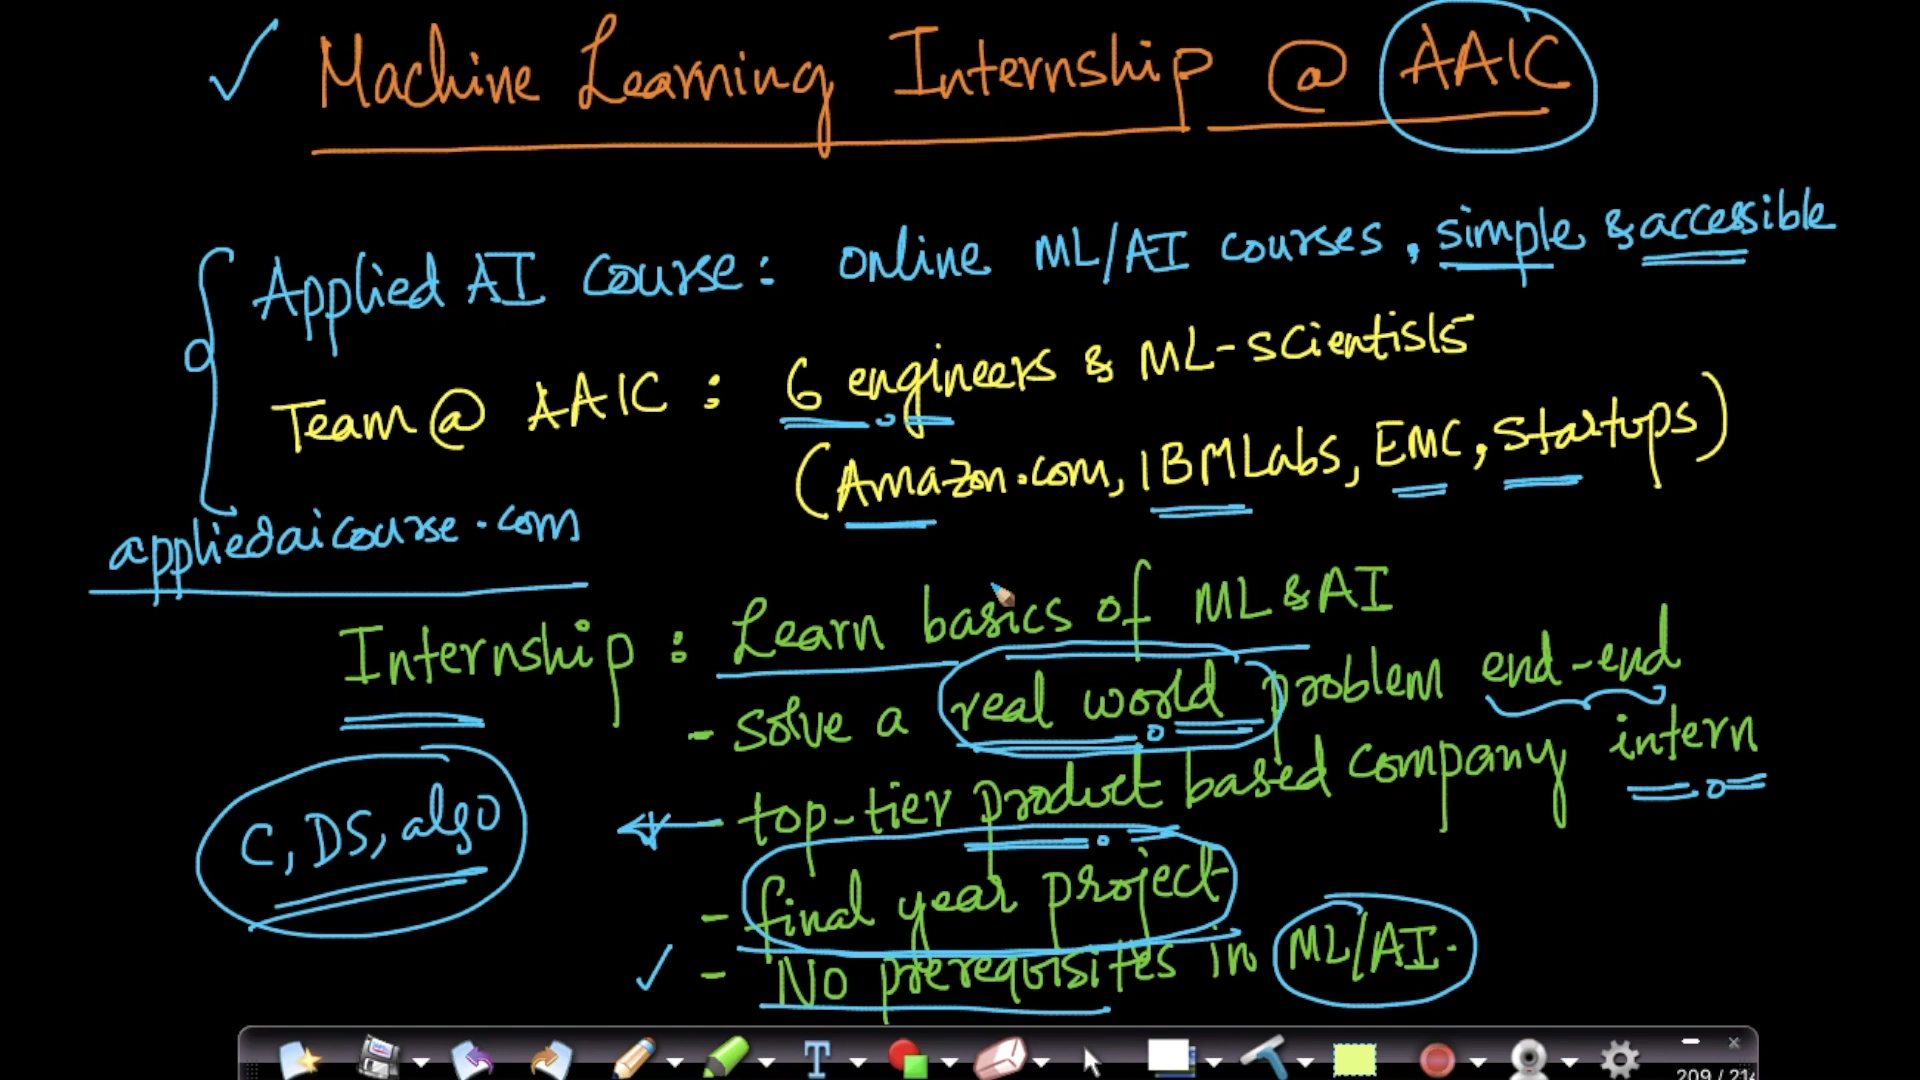 Machine Learning Internship @ AAIC
Applied AI Course: online ML/AI courses, simple & accessible
Team @ AAIC : 6 engineers & ML-scientists
(Amazon.com, IBMLabs, EMC, startups)
appliedaicourse.com
Internship : Learn basics of ML & AI
- solve a real world problem end-end
- top-tier product based company intern
C, DS, algo
- final year project
- No prerequisites in ML/AI.
T